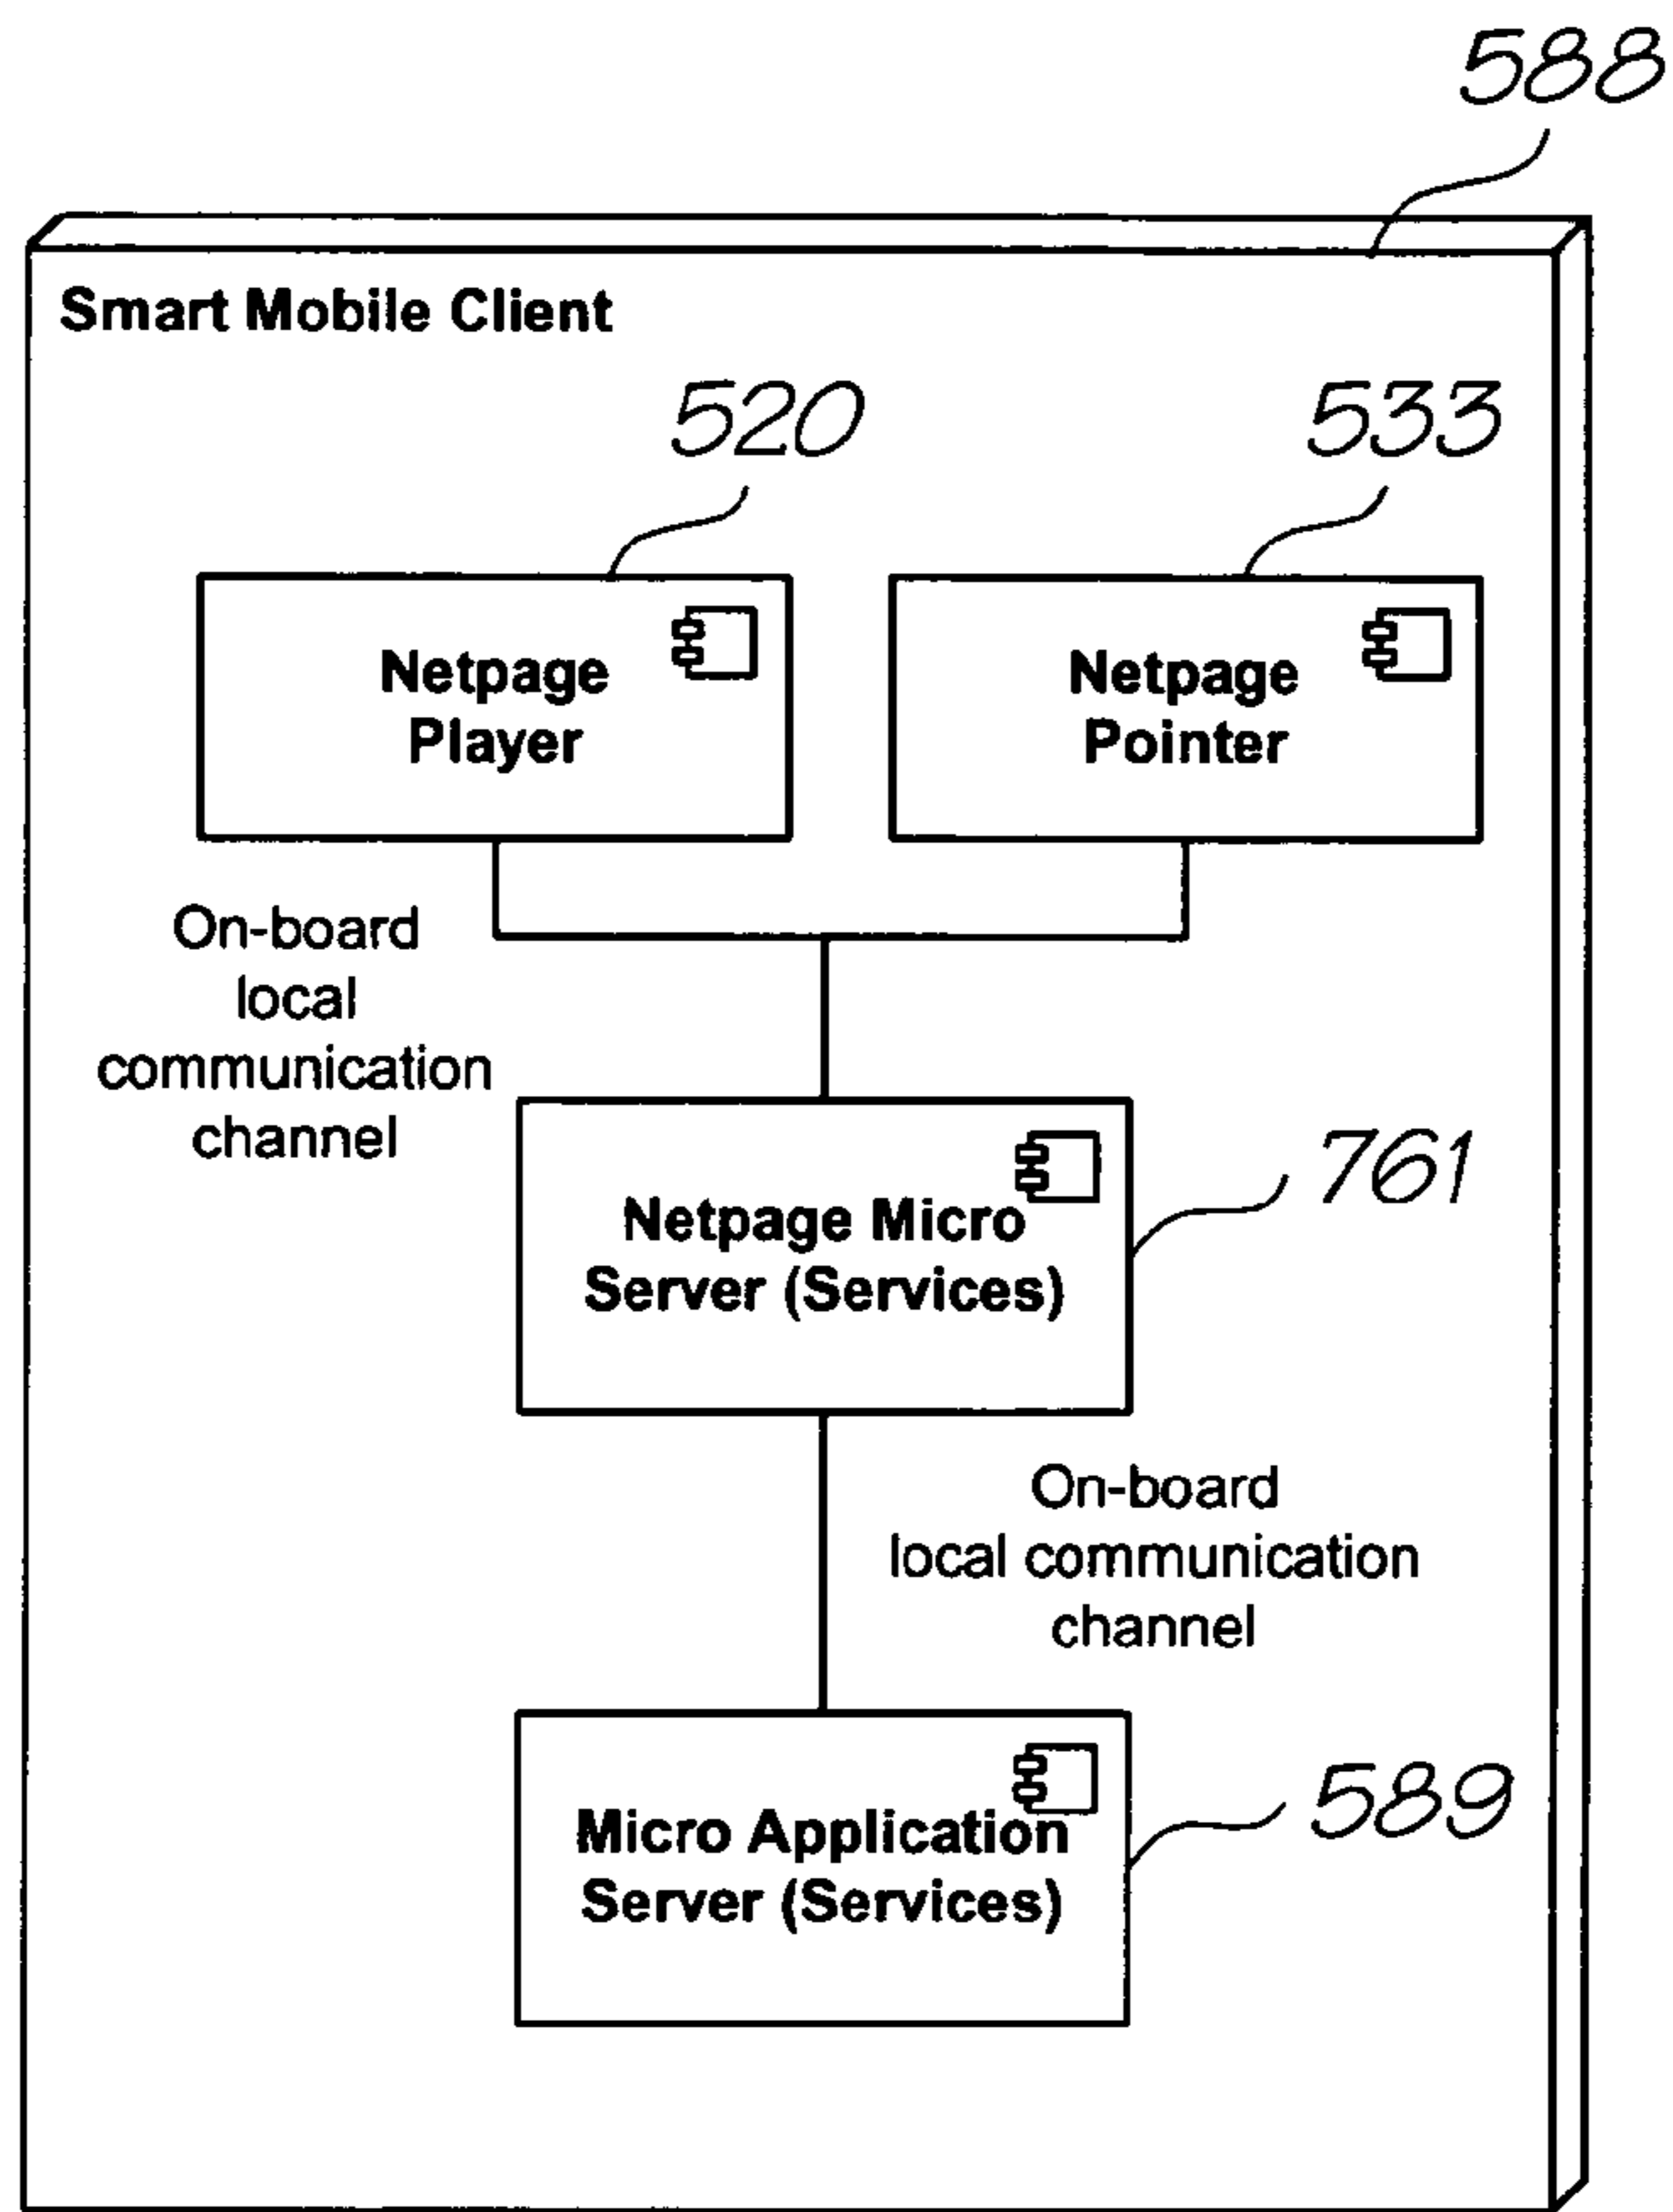 588
Smart Mobile Client
520
533
Netpage
Player
Netpage
Pointer
On-board
local
communication
channel
Netpage Micro
Server (Services)
761
On-board
local communication
channel
Micro Application
Server (Services)
589